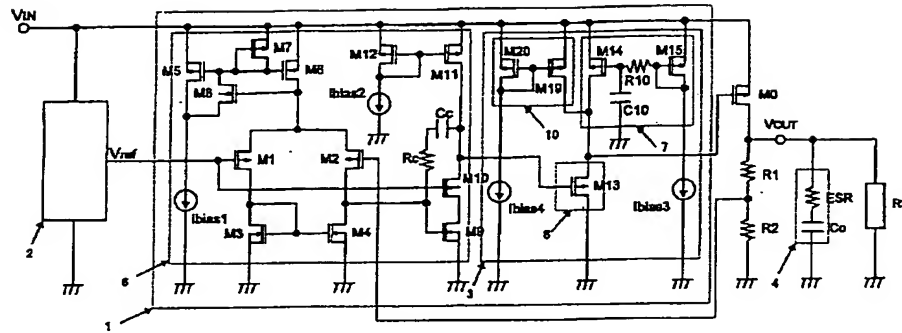 VIN
M7
M20
M14
M15
M12
M5
M6
M11
M19
R10
M0
M8
Ibias2
C10
10
7
VOUT
Cc
Vref
M1
M2
Rc
M10
M13
R1
Ibias1
Ibias4
5
Ibias3
ESR
Co
M3
M4
M9
R2
2
6
3
4
1